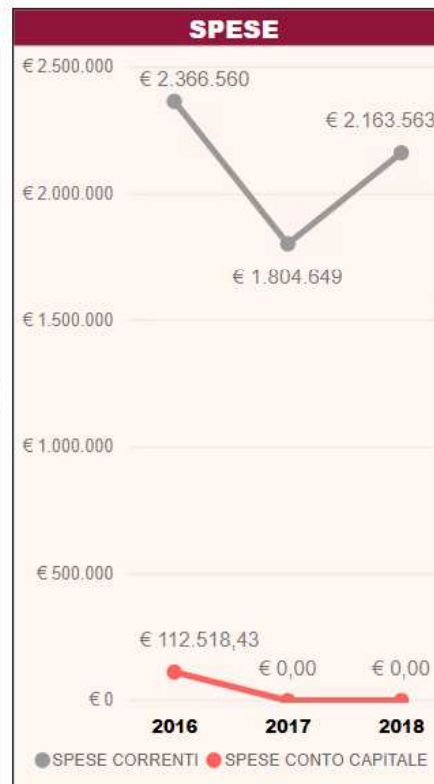 SPESE
€ 2.500.000
€ 2.366.560
€ 2.163.563
€ 2.000.000
€ 1.804.649
€ 1.500.000
€ 1.000.000
€ 500.000
€ 112.518,43
€ 0,00 € 0,00
€ 0
2016 2017 2018
SPESE CORRENTI SPESE CONTO CAPITALE